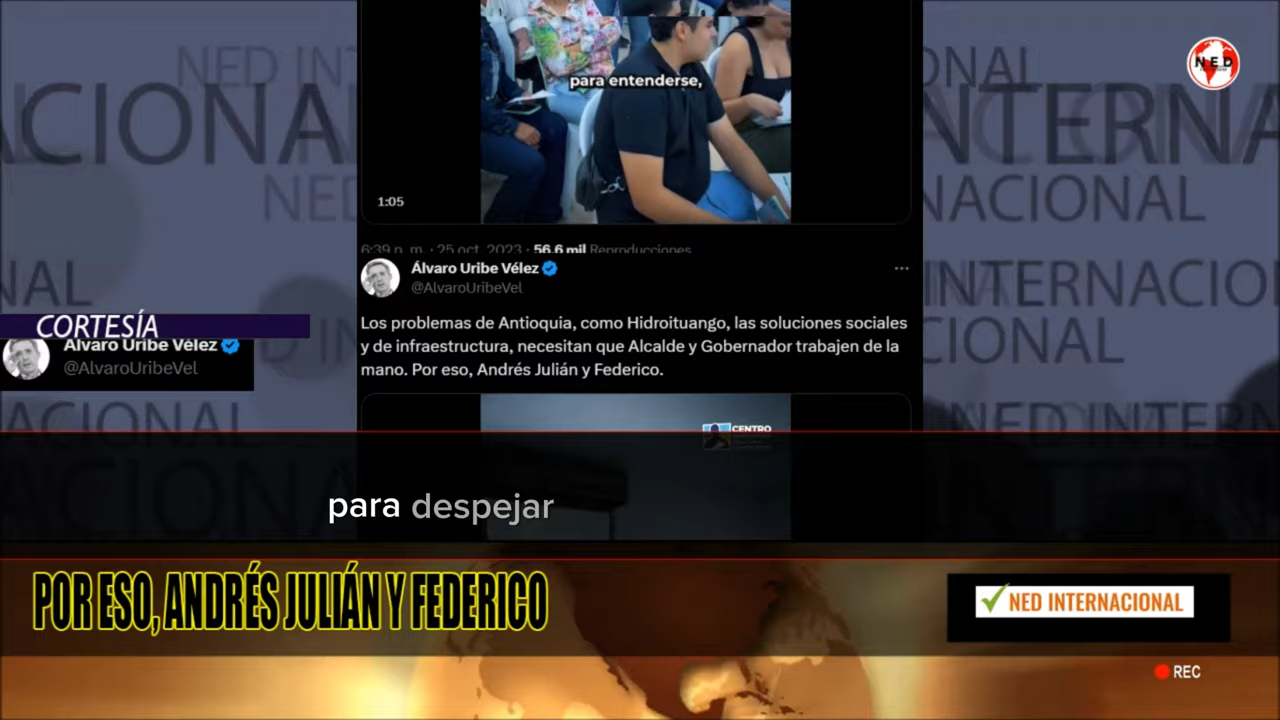 para entenderse,
NED
1:05
6:39 p. m. · 25 oct. 2023 · 56,6 mil Reproducciones
Álvaro Uribe Vélez
@AlvaroUribeVel
Los problemas de Antioquia, como Hidroituango, las soluciones sociales
y de infraestructura, necesitan que Alcalde y Gobernador trabajen de la
mano. Por eso, Andrés Julián y Federico.
CORTESÍA
Álvaro Uribe Vélez
@AlvaroUribeVel
CENTRO
para despejar
POR ESO, ANDRÉS JULIÁN Y FEDERICO
NED INTERNACIONAL
REC